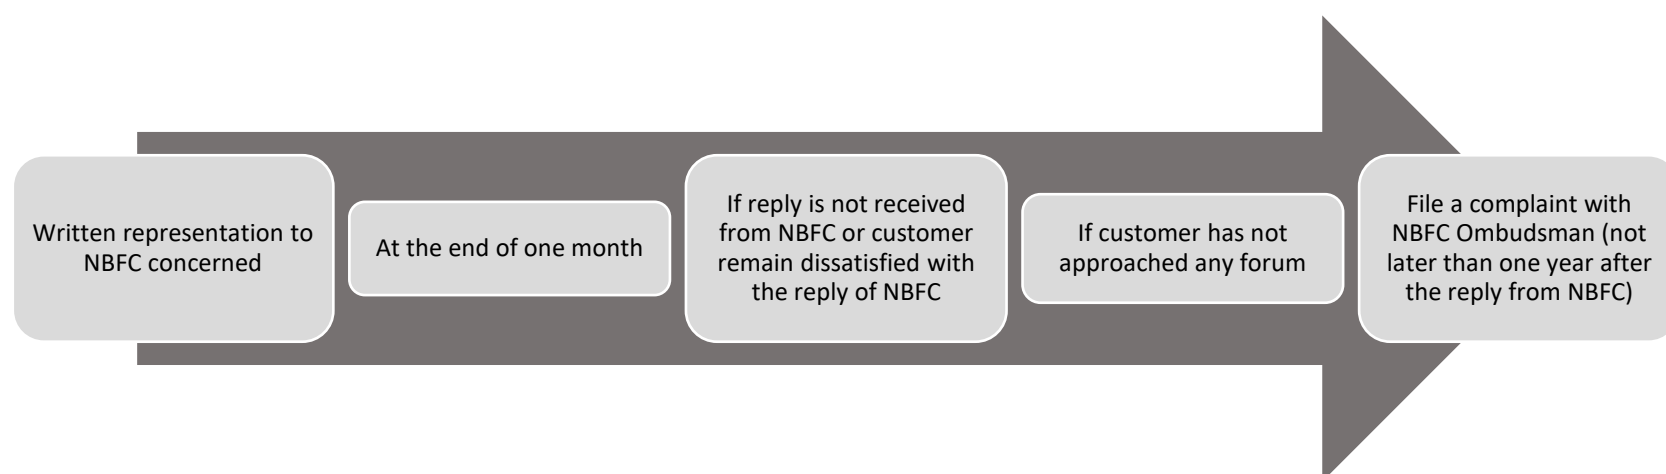 Written representation to
NBFC concerned
At the end of one month
If reply is not received
from NBFC or customer
remain dissatisfied with
the reply of NBFC
If customer has not
approached any forum
File a complaint with
NBFC Ombudsman (not
later than one year after
the reply from NBFC)